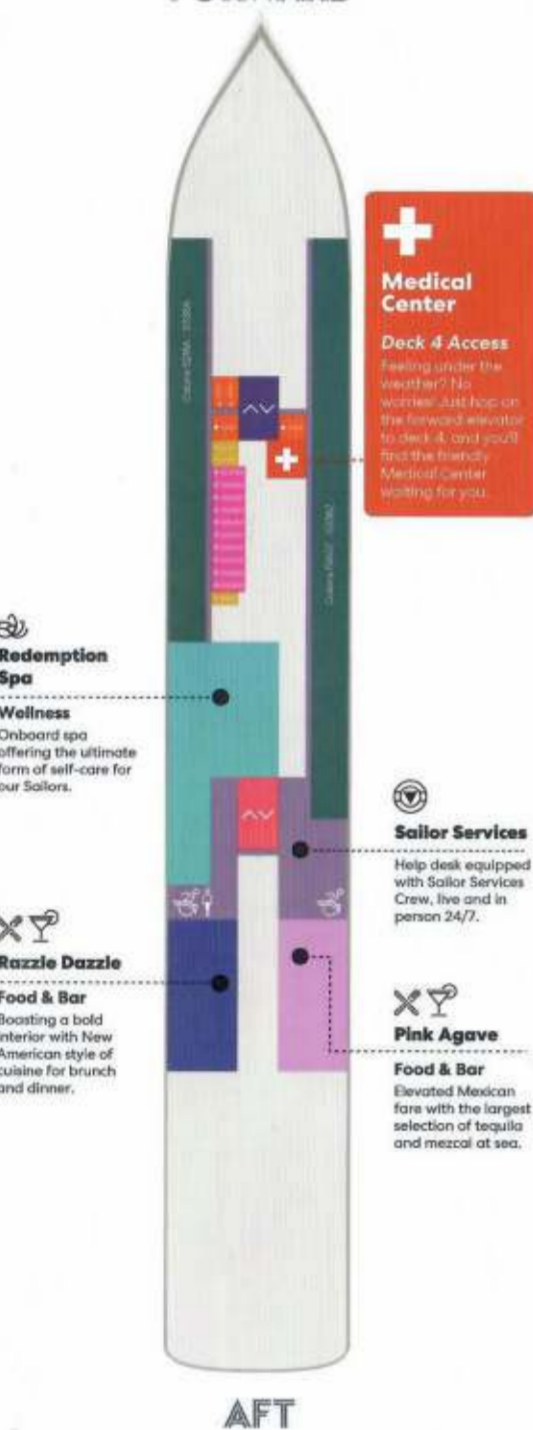 FORWARD
Medical
Center
Deck 4 Access
Feeling under the
weather? No
worries! Just hop on
the forward elevator
to deck 4, and you'll
find the friendly
Medical Center
waiting for you.
Redemption
Spa
Wellness
Onboard spa
offering the ultimate
form of self-care for
our Sailors.
Sailor Services
Help desk equipped
with Sailor Services
Crew, live and in
person 24/7.
Razzle Dazzle
Food & Bar
Boasting a bold
interior with New
American style of
cuisine for brunch
and dinner.
Pink Agave
Food & Bar
Elevated Mexican
fare with the largest
selection of tequila
and mezcal at sea.
AFT